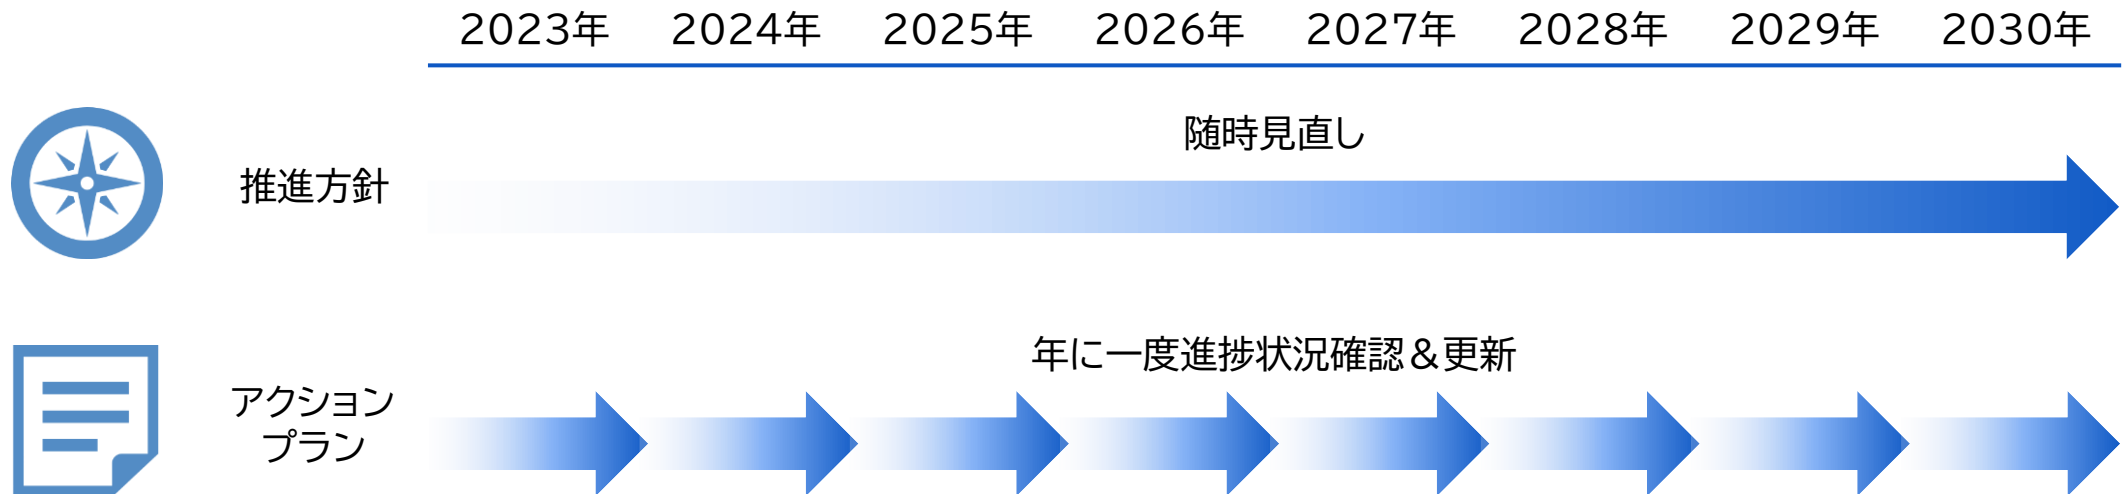 2023年 2024年 2025年 2026年 2027年 2028年 2029年 2030年
随時見直し
推進方針
年に一度進捗状況確認＆更新
アクション
プラン